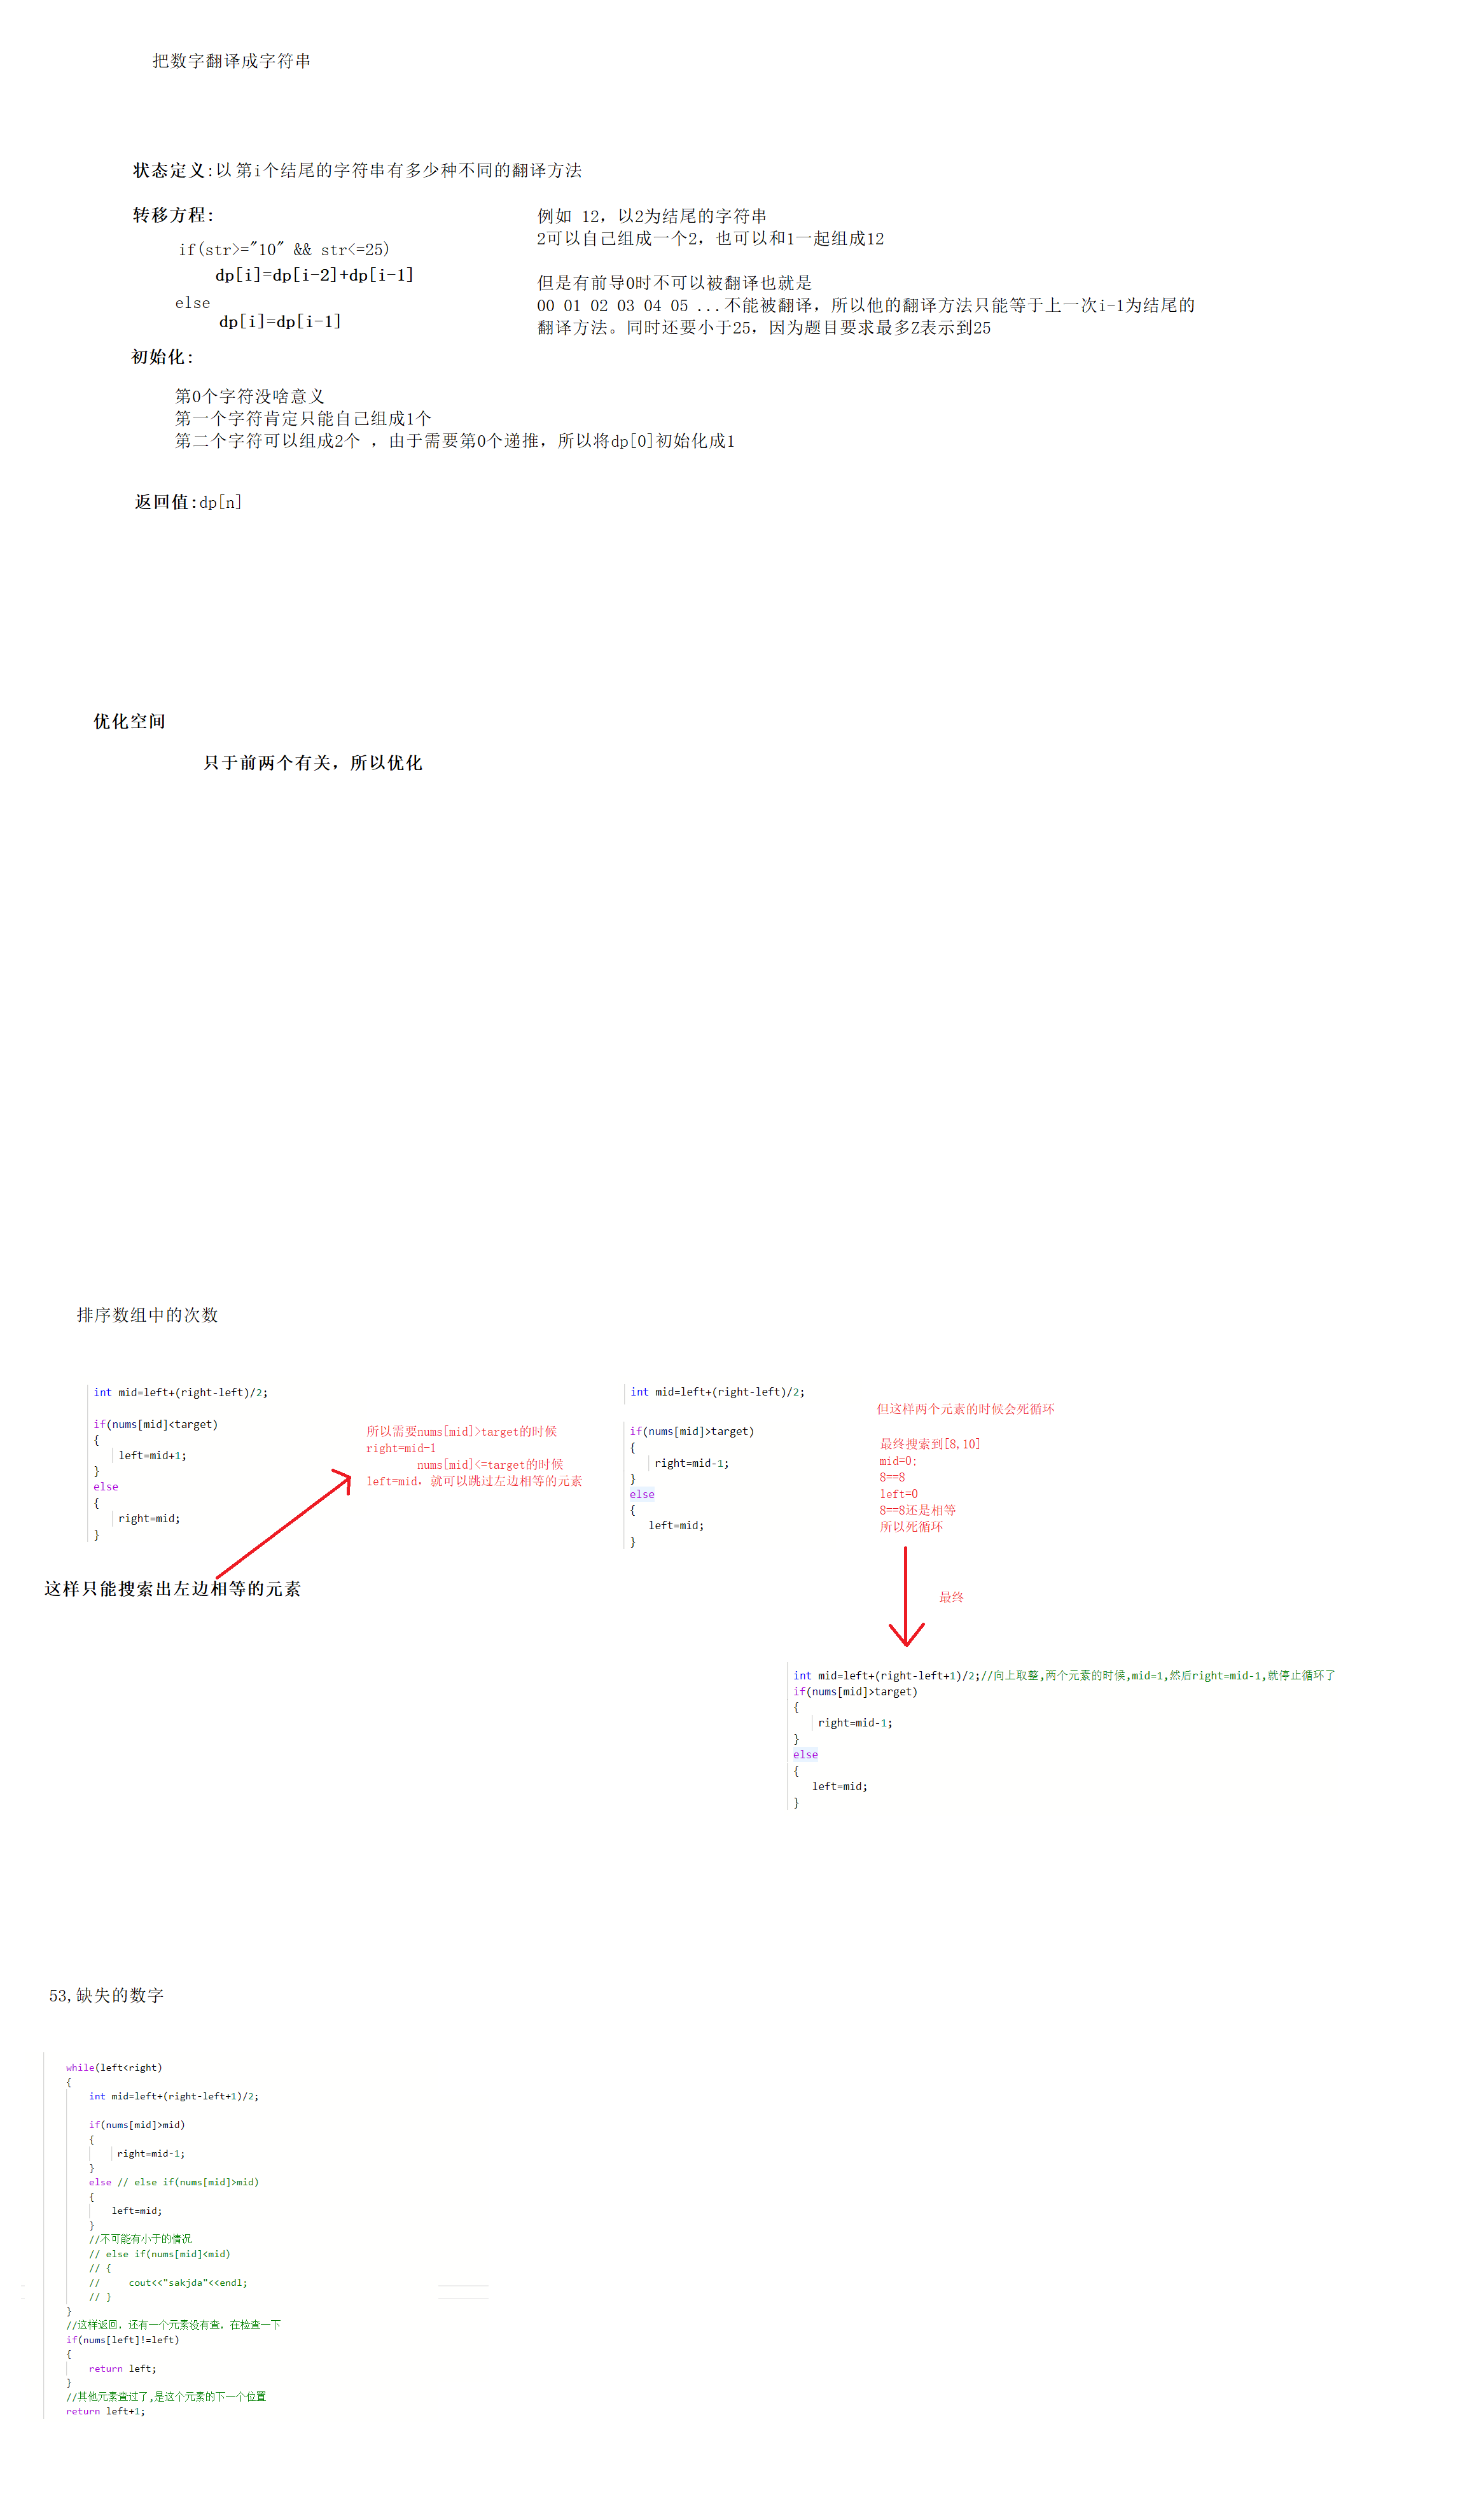 把数字翻译成字符串
状态定义:以 第i个结尾的字符串有多少种不同的翻译方法
转移方程:
if(str>="10" && str<=25)
dp[i]=dp[i-2]+dp[i-1]
else
dp[i]=dp[i-1]
例如 12, 以2为结尾的字符串
2可以自己组成一个2, 也可以和1一起组成12
但是有前导0时不可以被翻译也就是
00 01 02 03 04 05 ...不能被翻译, 所以他的翻译方法只能等于上一次i-1为结尾的
翻译方法。同时还要小于25, 因为题目要求最多Z表示到25
初始化:
第0个字符没啥意义
第一个字符肯定只能自己组成1个
第二个字符可以组成2个 , 由于需要第0个递推, 所以将dp[0]初始化成1
返回值:dp[n]
优化空间
只于前两个有关, 所以优化
排序数组中的次数
int mid=left+(right-left)/2;
if(nums[mid]<target)
{
left=mid+1;
}
else
{
right=mid;
}
这样只能搜索出左边相等的元素
所以需要nums[mid]>target的时候
right=mid-1
nums[mid]<=target的时候
left=mid, 就可以跳过左边相等的元素
int mid=left+(right-left)/2;
if(nums[mid]>target)
{
right=mid-1;
}
else
{
left=mid;
}
但这样两个元素的时候会死循环
最终搜索到[8,10]
mid=0;
8==8
left=0
8==8还是相等
所以死循环
最终
int mid=left+(right-left+1)/2;//向上取整,两个元素的时候,mid=1,然后right=mid-1,就停止循环了
if(nums[mid]>target)
{
right=mid-1;
}
else
{
left=mid;
}
53,缺失的数字
while(left<right)
{
int mid=left+(right-left+1)/2;
if(nums[mid]>mid)
{
right=mid-1;
}
else // else if(nums[mid]>mid)
{
left=mid;
}
//不可能有小于的情况
// else if(nums[mid]<mid)
// {
// cout<<"sakjda"<<endl;
// }
}
//这样返回, 还有一个元素没有查, 在检查一下
if(nums[left]!=left)
{
return left;
}
//其他元素查过了,是这个元素的下一个位置
return left+1;